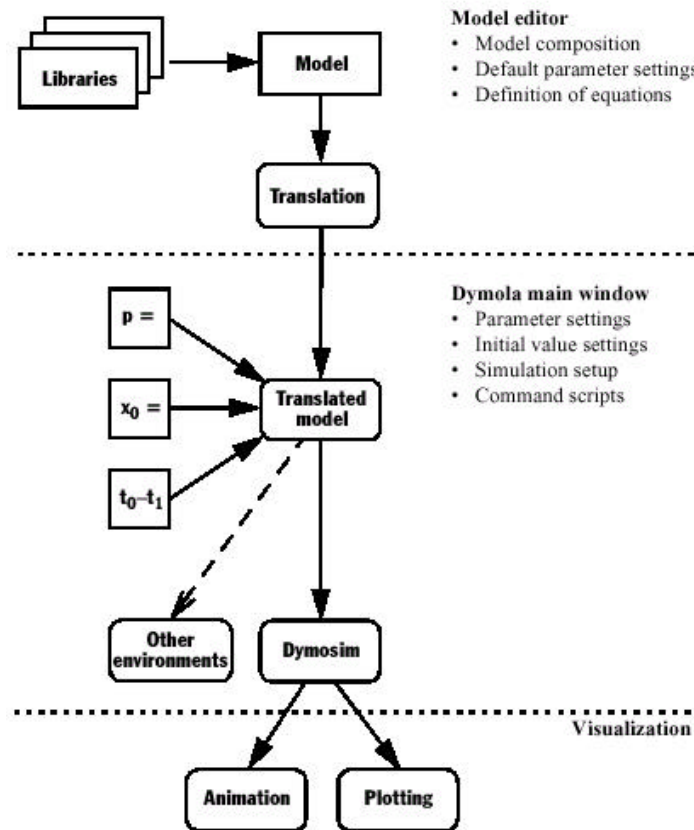 Model editor
• Model composition
• Default parameter settings
• Definition of equations
Libraries
Model
Translation
Dymola main window
• Parameter settings
• Initial value settings
• Simulation setup
• Command scripts
p =
x₀ =
t₀–t₁
Translated
model
Other
environments
Dymosim
Visualization
Animation
Plotting